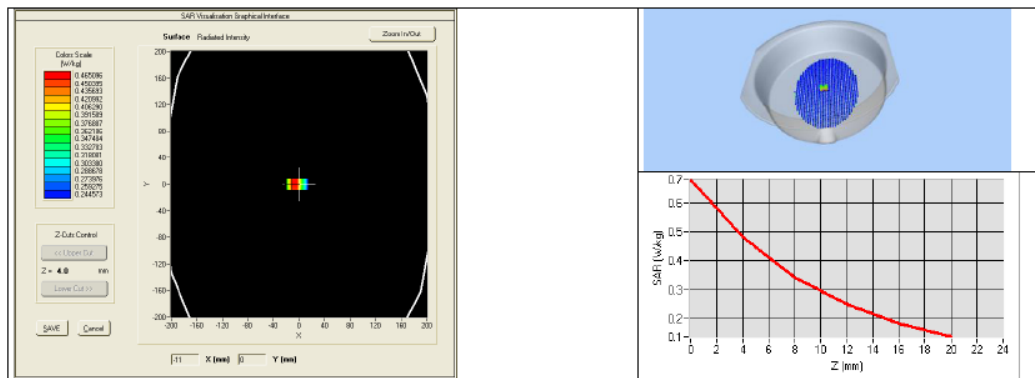 SAR Visualisation Graphical Interface
Surface Radiated Intensity
Zoom In/Out
Colors Scale
(W/kg)
0.465096
0.450395
0.435693
0.420992
0.406290
0.391589
0.376887
0.362186
0.347484
0.332783
0.318081
0.303380
0.288678
0.273976
0.259275
0.244573
Z-Cuts Control
<< Upper Cut
Z = 4.0 mm
Lower Cut >>
SAVE Cancel
200
160
120
80
40
0
-40
-80
-120
-160
-200
Y
-200 -160 -120 -80 -40 0 40 80 120 160 200
X
-11 X (mm) 0 Y (mm)
0.7
0.5
0.4
0.3
0.2
0.1
SAR (W/kg)
0 2 4 6 8 10 12 14 16 18 20 22 24
Z (mm)